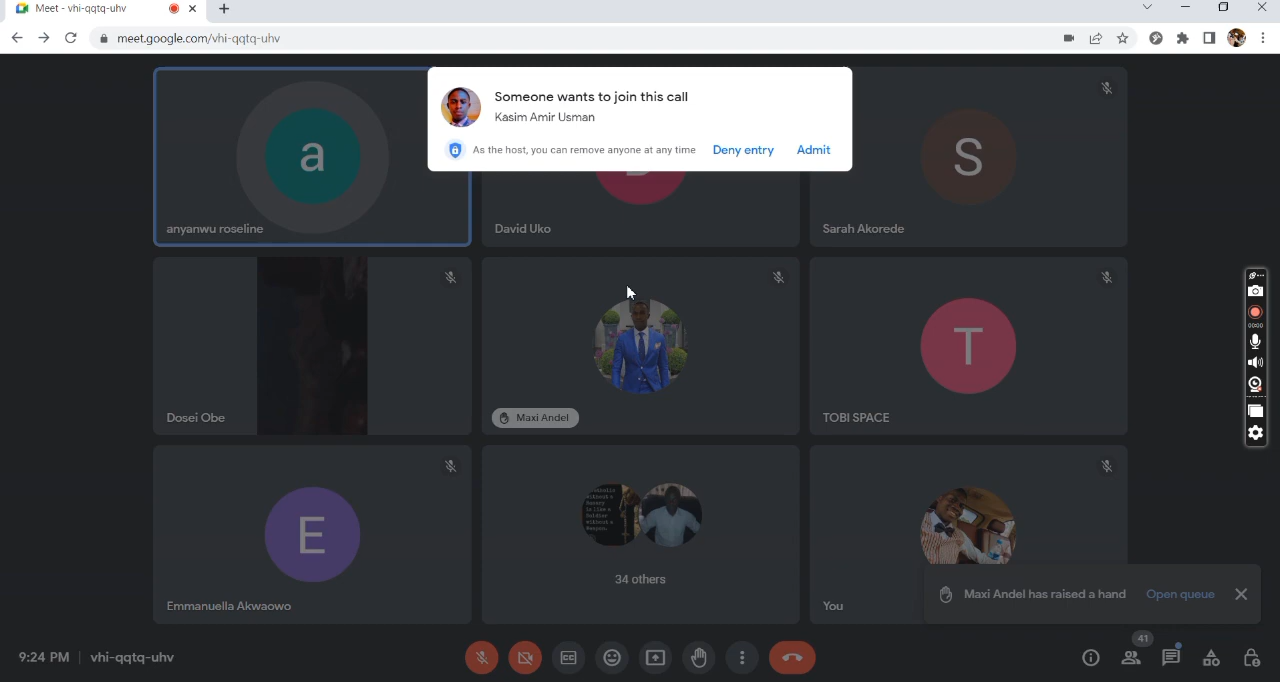 Meet - vhi-qqtq-uhv
meet.google.com/vhi-qqtq-uhv
Someone wants to join this call
Kasim Amir Usman
As the host, you can remove anyone at any time
Deny entry
Admit
a
S
anyanwu roseline
David Uko
Sarah Akorede
T
Dosei Obe
Maxi Andel
TOBI SPACE
00:00
E
34 others
Emmanuella Akwaowo
You
Maxi Andel has raised a hand
Open queue
9:24 PM | vhi-qqtq-uhv
CC
41